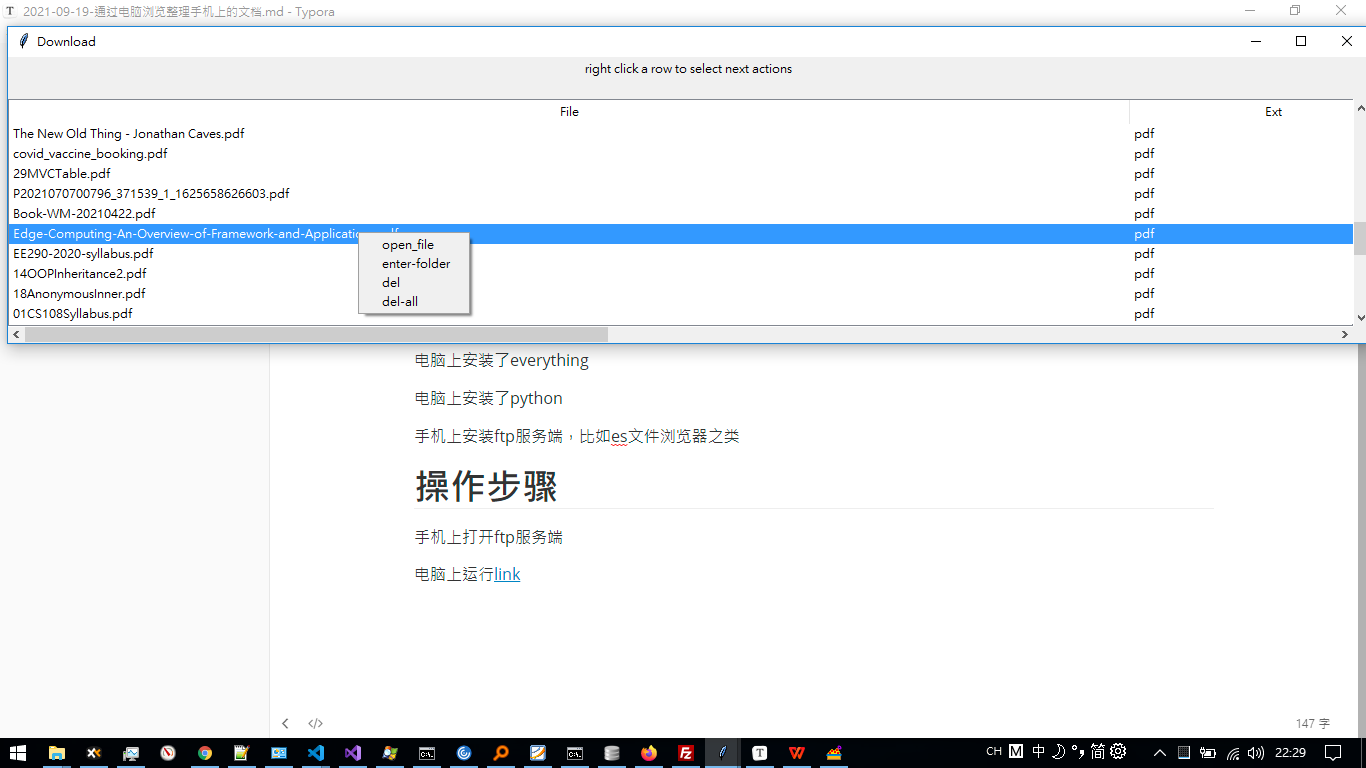 2021-09-19-通过电脑浏览整理手机上的文档.md - Typora
Download
right click a row to select next actions
File Ext
The New Old Thing - Jonathan Caves.pdf pdf
covid_vaccine_booking.pdf pdf
29MVCTable.pdf pdf
P2021070700796_371539_1_1625658626603.pdf pdf
Book-WM-20210422.pdf pdf
Edge-Computing-An-Overview-of-Framework-and-Applicatio df pdf
open_file
EE290-2020-syllabus.pdf pdf
enter-folder
14OOPInheritance2.pdf pdf
del
18AnonymousInner.pdf pdf
del-all
01CS108Syllabus.pdf pdf
电脑上安装了everything
电脑上安装了python
手机上安装ftp服务端，比如es文件浏览器之类
操作步骤
手机上打开ftp服务端
电脑上运行link
</> 147 字
CH M 中 简 22:29